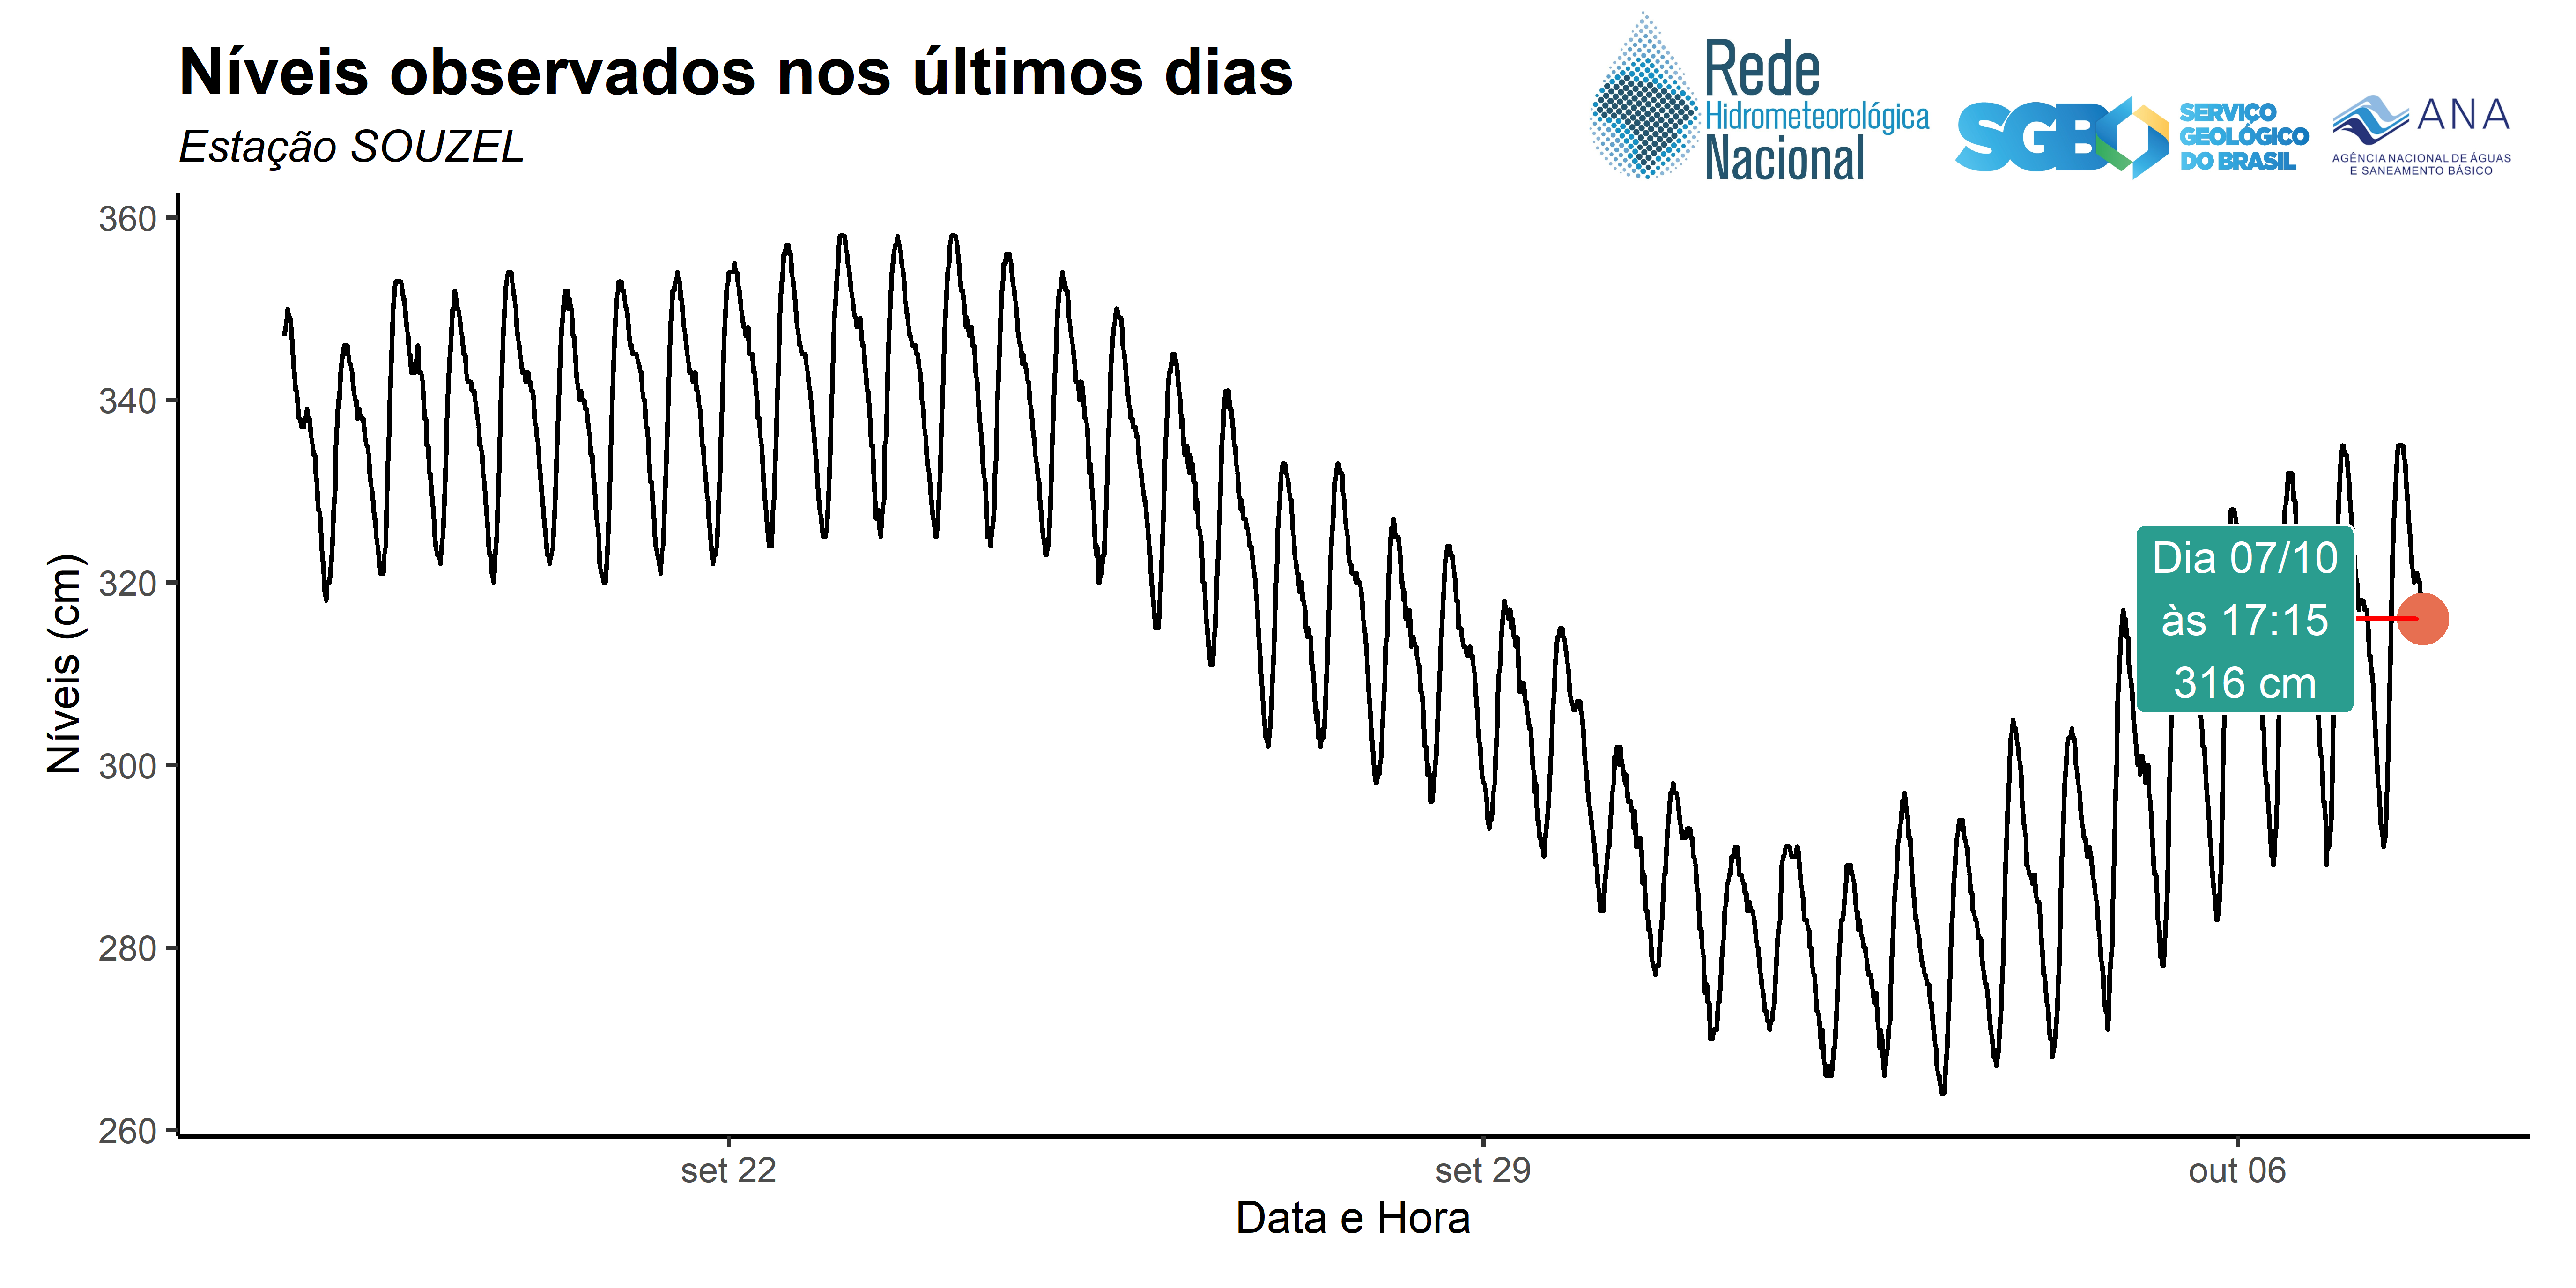 Níveis observados nos últimos dias
Estação SOUZEL
Rede
Hidrometeorológica
Nacional
SGB
SERVIÇO
GEOLÓGICO
DO BRASIL
ANA
AGÊNCIA NACIONAL DE ÁGUAS
E SANEAMENTO BÁSICO
Níveis (cm)
360
340
320
300
280
260
Dia 07/10
às 17:15
316 cm
set 22
set 29
out 06
Data e Hora